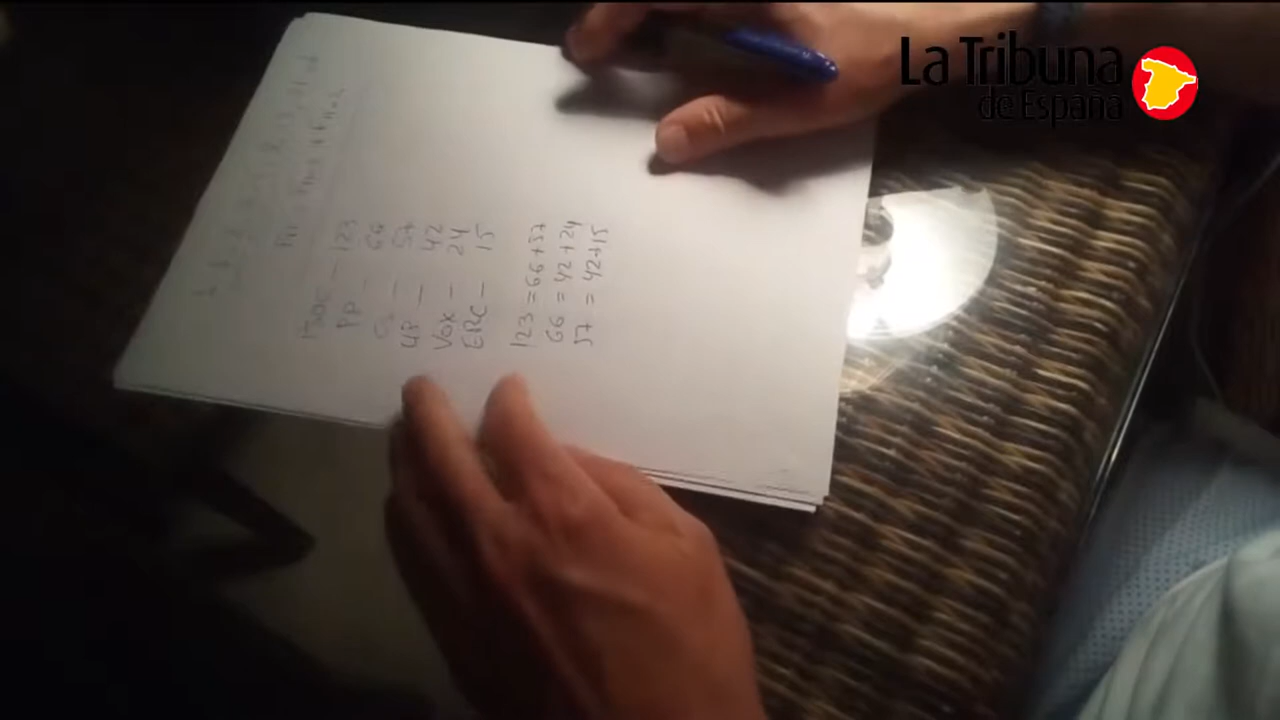 La Tribuna
de España
PSOE - 123
PP - 66
Cs - 57
UP - 42
VOX - 24
ERC - 15
123 = 66+57
66 = 42+24
57 = 42+15